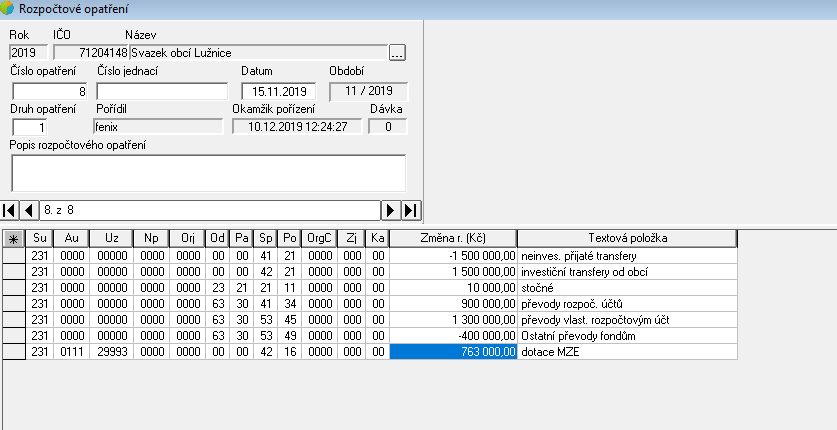 Rozpočtové opatření
Rok IČO Název
2019 71204148 Svazek obcí Lužnice ...
Číslo opatření Číslo jednací Datum Období
8 15.11.2019 11 / 2019
Druh opatření Pořídil Okamžik pořízení Dávka
1 fenix 10.12.2019 12:24:27 0
Popis rozpočtového opatření
8. z 8
Su Au Uz Np Orj Od Pa Sp Po OrgC Zj Ka Změna r. (Kč) Textová položka
231 0000 00000 0000 0000 00 00 41 21 0000 000 00 -1 500 000,00 neinves. přijaté transfery
231 0000 00000 0000 0000 00 00 42 21 0000 000 00 1 500 000,00 investiční transfery od obcí
231 0000 00000 0000 0000 23 21 21 11 0000 000 00 10 000,00 stočné
231 0000 00000 0000 0000 63 30 41 34 0000 000 00 900 000,00 převody rozpoč. účtů
231 0000 00000 0000 0000 63 30 53 45 0000 000 00 1 300 000,00 převody vlast. rozpočtovým účt
231 0000 00000 0000 0000 63 30 53 49 0000 000 00 -400 000,00 Ostatní převody fondům
231 0111 29993 0000 0000 00 00 42 16 0000 000 00 763 000,00 dotace MZE